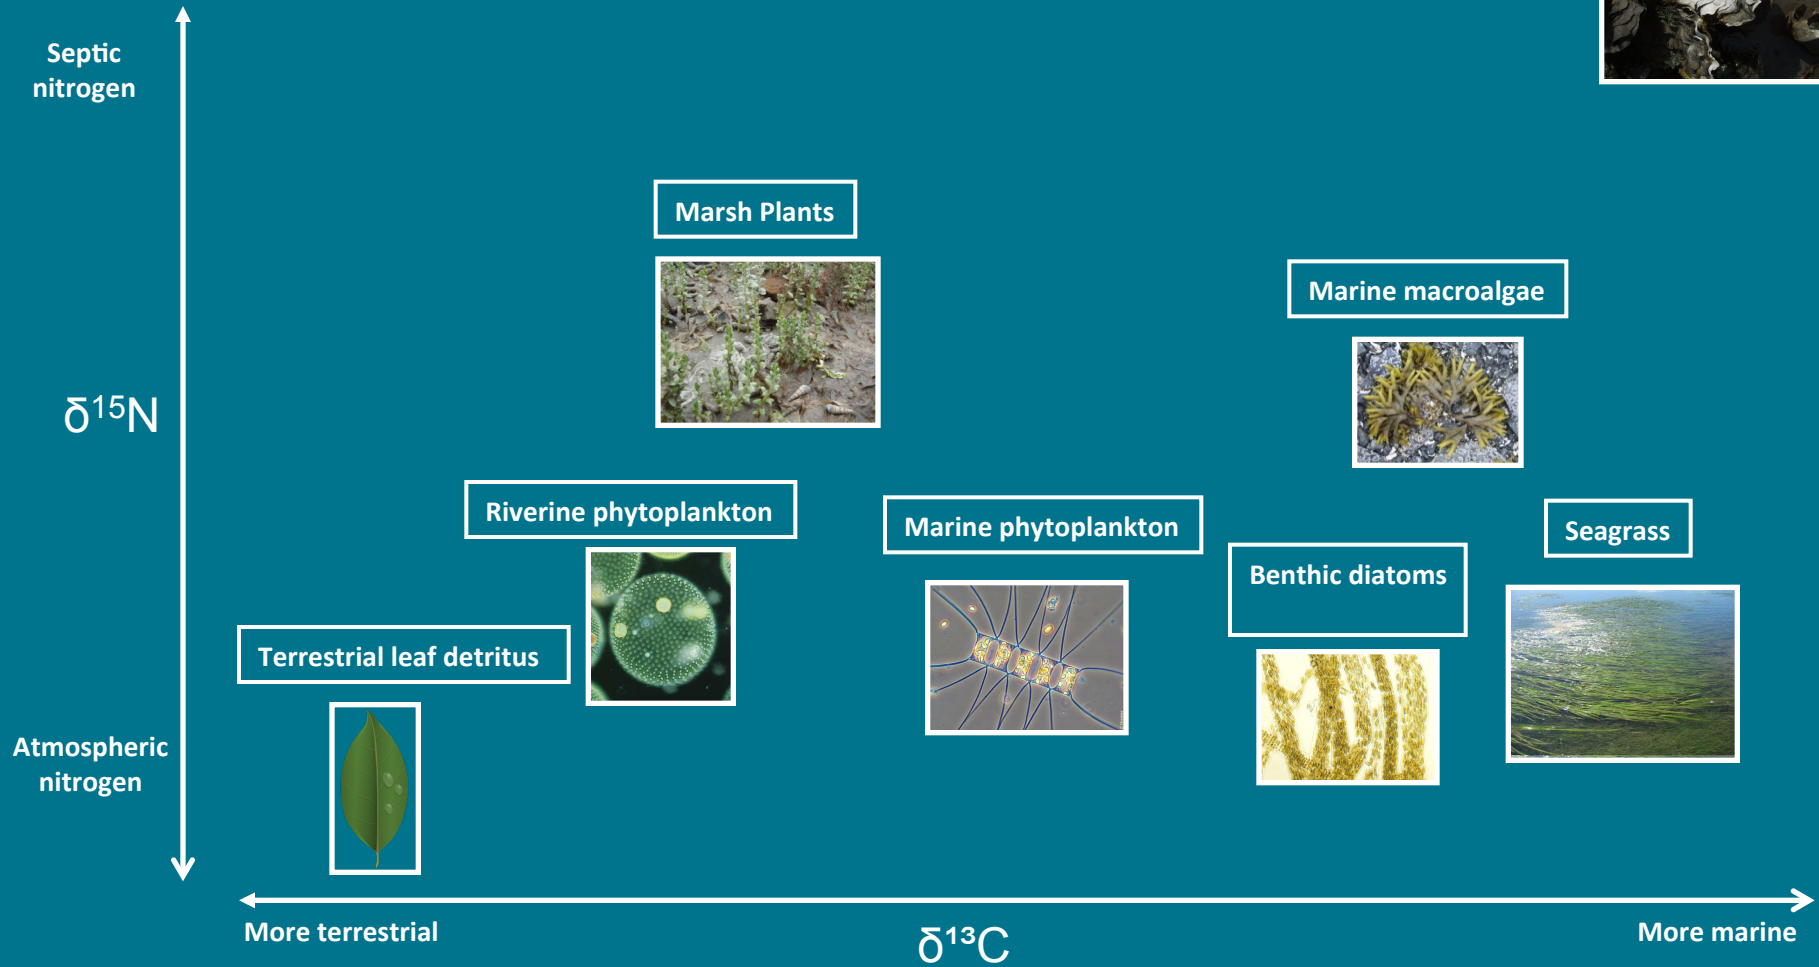 Septic
nitrogen
Marsh Plants
Marine macroalgae
δ¹⁵N
Riverine phytoplankton
Marine phytoplankton
Seagrass
Benthic diatoms
Terrestrial leaf detritus
Atmospheric
nitrogen
More terrestrial
δ¹³C
More marine